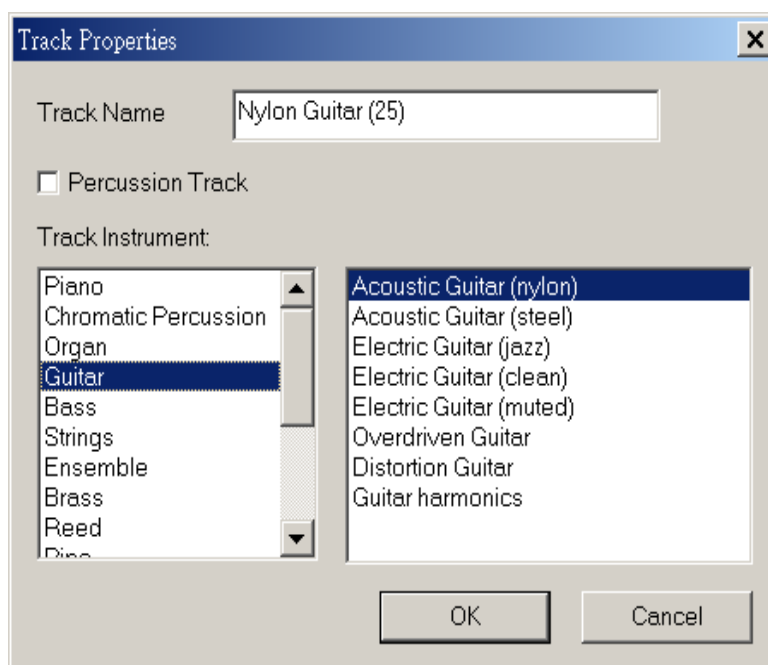 Track Properties
Track Name
Nylon Guitar (25)
Percussion Track
Track Instrument:
Piano
Chromatic Percussion
Organ
Guitar
Bass
Strings
Ensemble
Brass
Reed
Acoustic Guitar (nylon)
Acoustic Guitar (steel)
Electric Guitar (jazz)
Electric Guitar (clean)
Electric Guitar (muted)
Overdriven Guitar
Distortion Guitar
Guitar harmonics
OK
Cancel